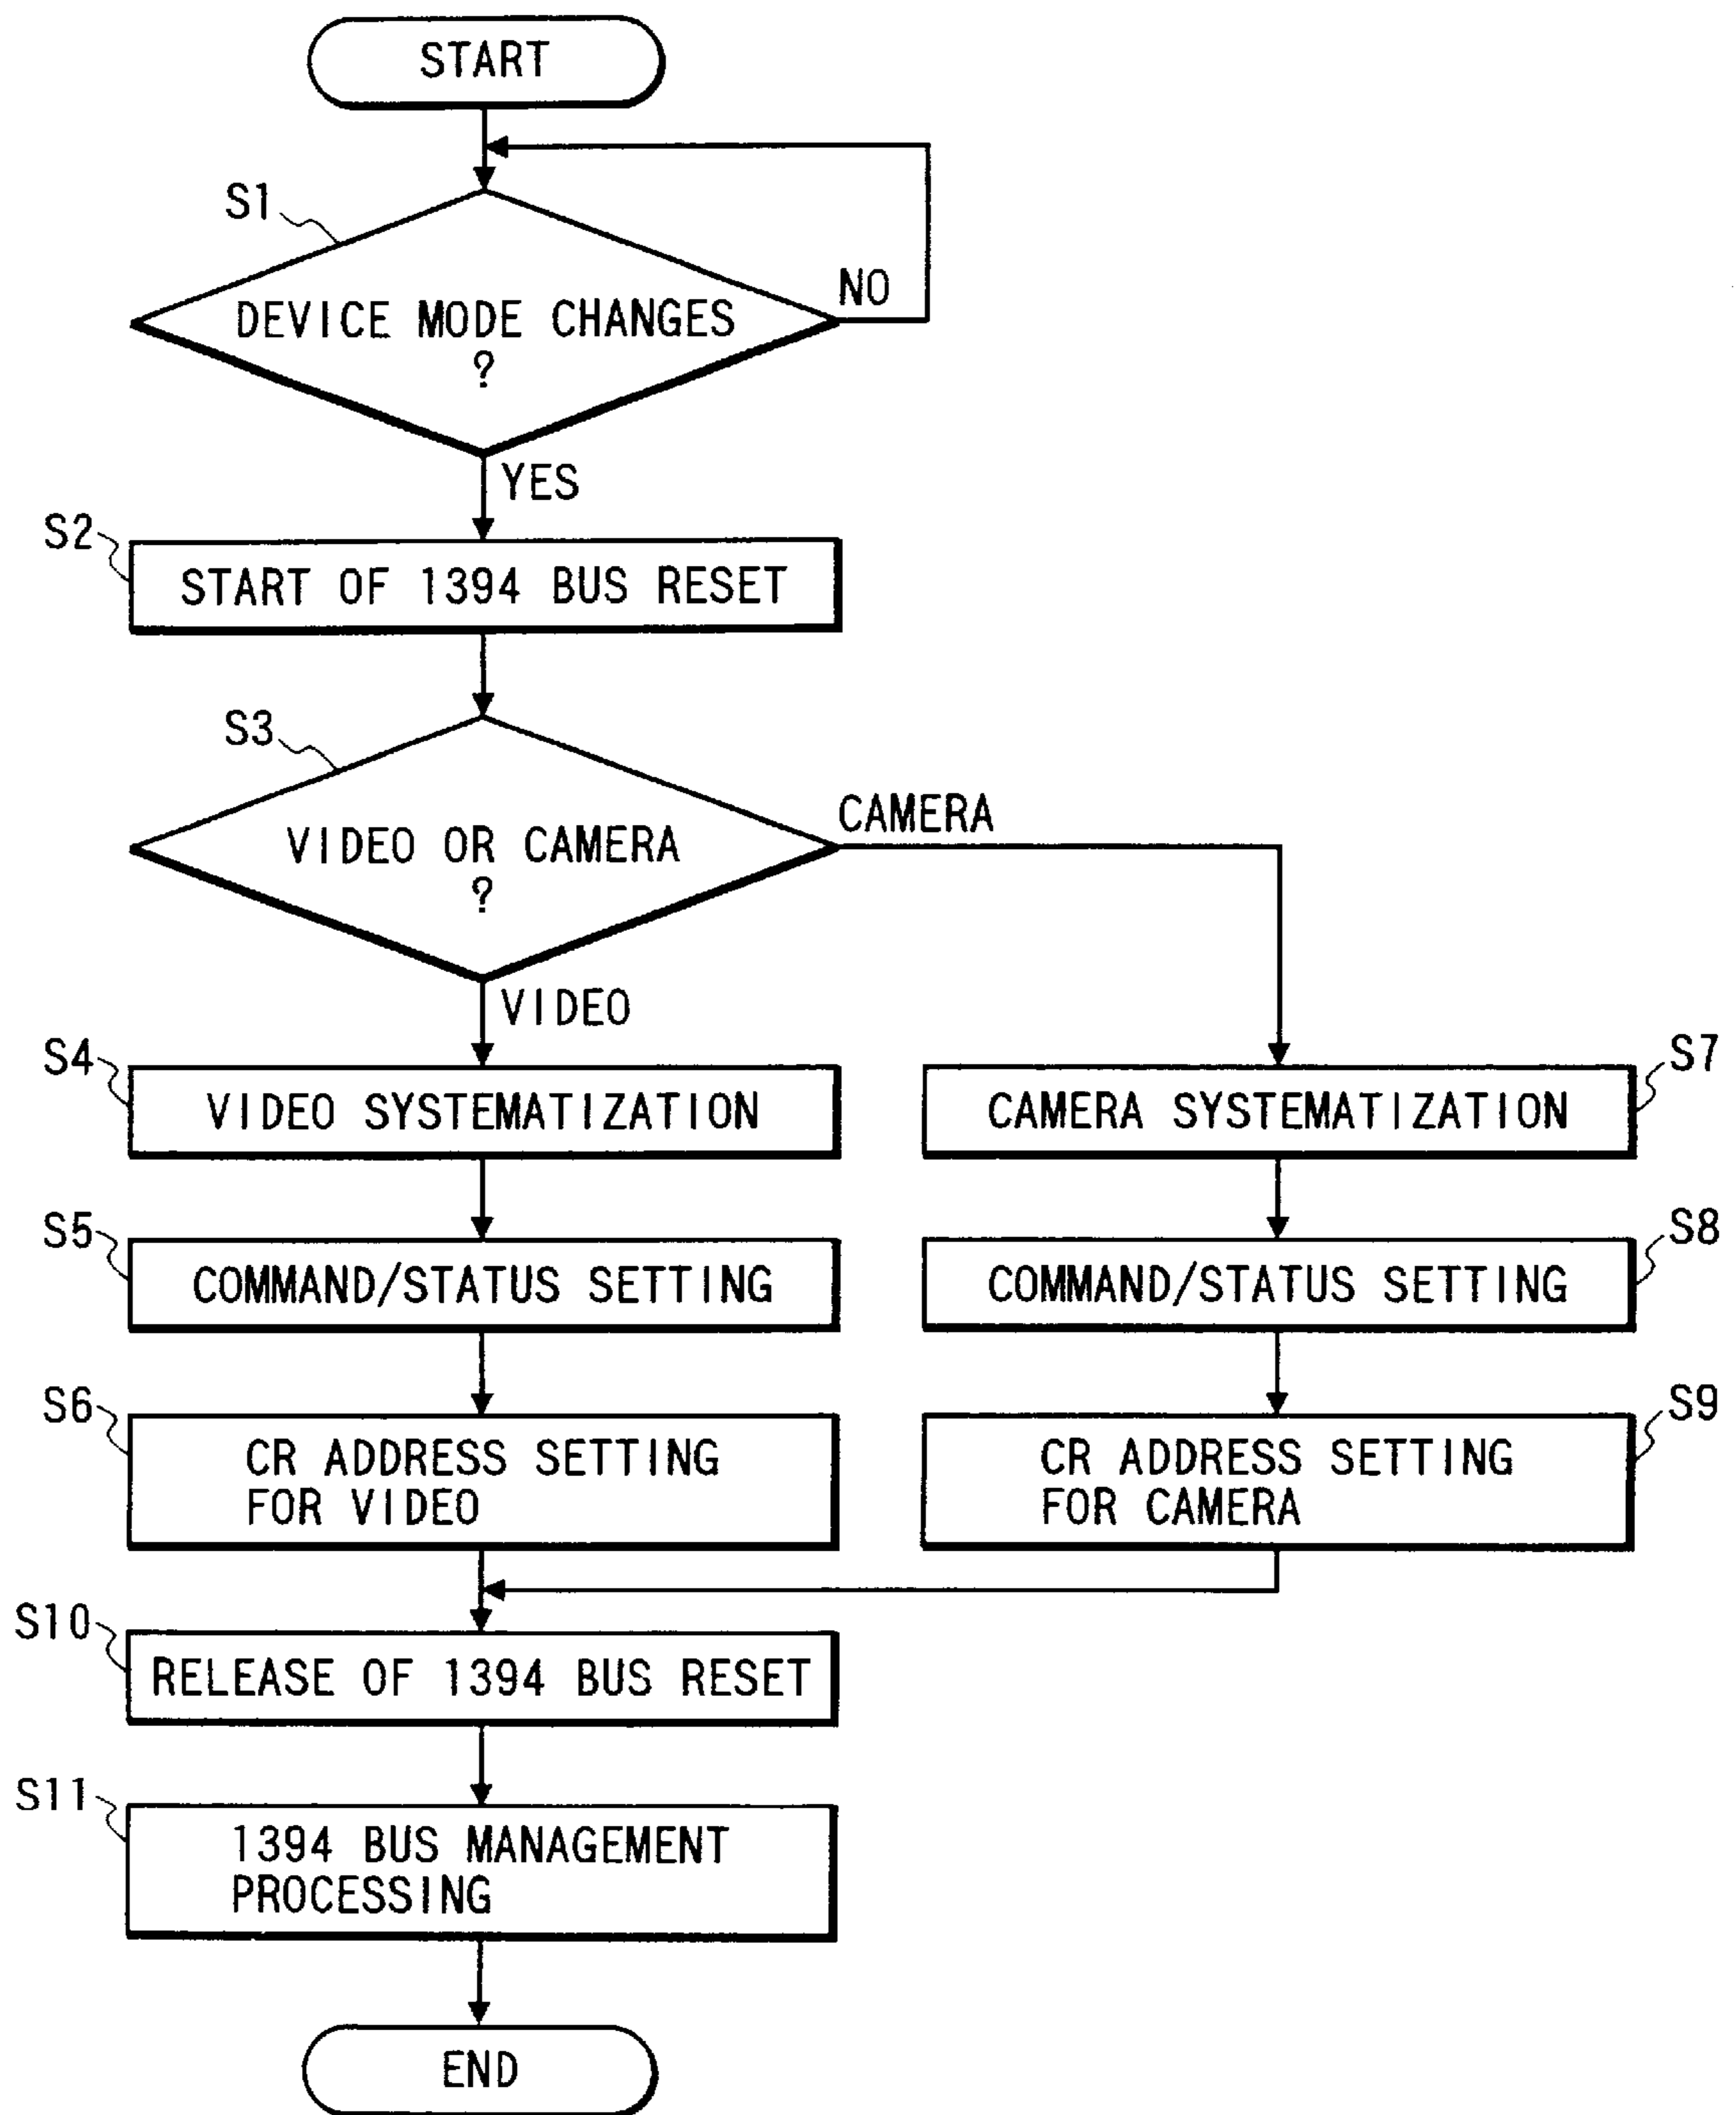 START
S1
NO
DEVICE MODE CHANGES
?
YES
S2
START OF 1394 BUS RESET
S3
CAMERA
VIDEO OR CAMERA
?
VIDEO
S4
VIDEO SYSTEMATIZATION
S7
CAMERA SYSTEMATIZATION
S5
COMMAND/STATUS SETTING
S8
COMMAND/STATUS SETTING
S6
CR ADDRESS SETTING
FOR VIDEO
S9
CR ADDRESS SETTING
FOR CAMERA
S10
RELEASE OF 1394 BUS RESET
S11
1394 BUS MANAGEMENT
PROCESSING
END